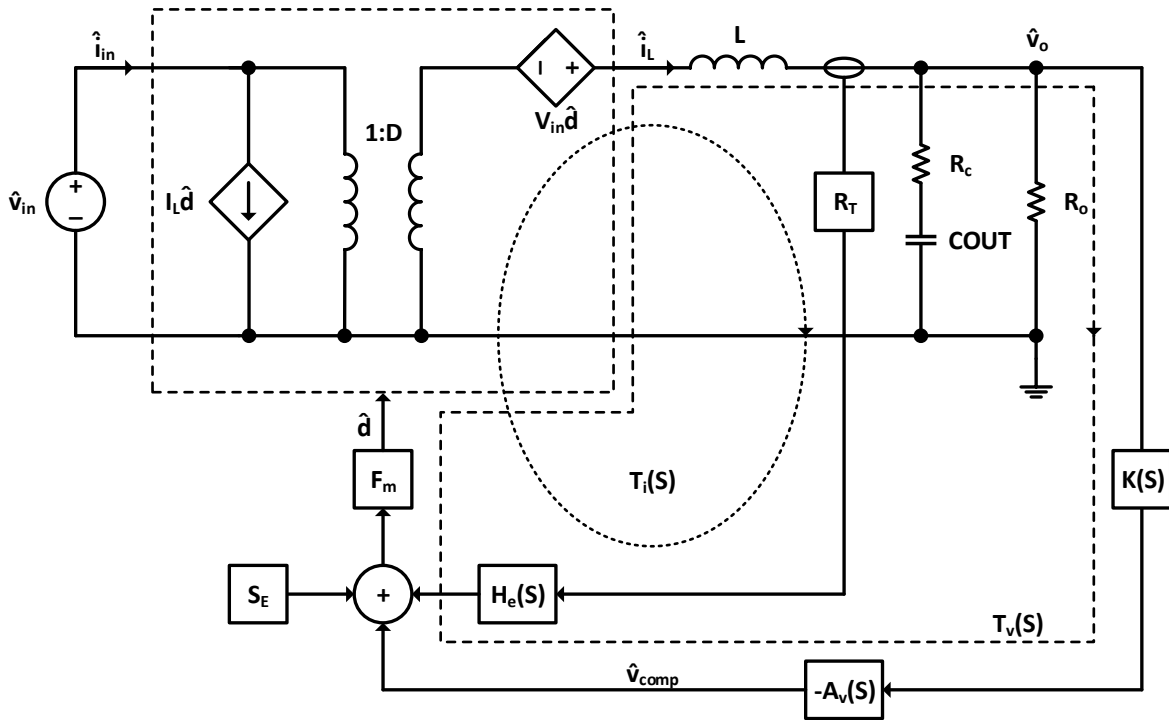 î_in
î_L
L
v̂_o
V_in d̂
1:D
I_L d̂
v̂_in
+
−
−
+
R_T
R_c
COUT
R_o
d̂
F_m
T_i(S)
K(S)
S_E
+
H_e(S)
T_v(S)
v̂_comp
-A_v(S)